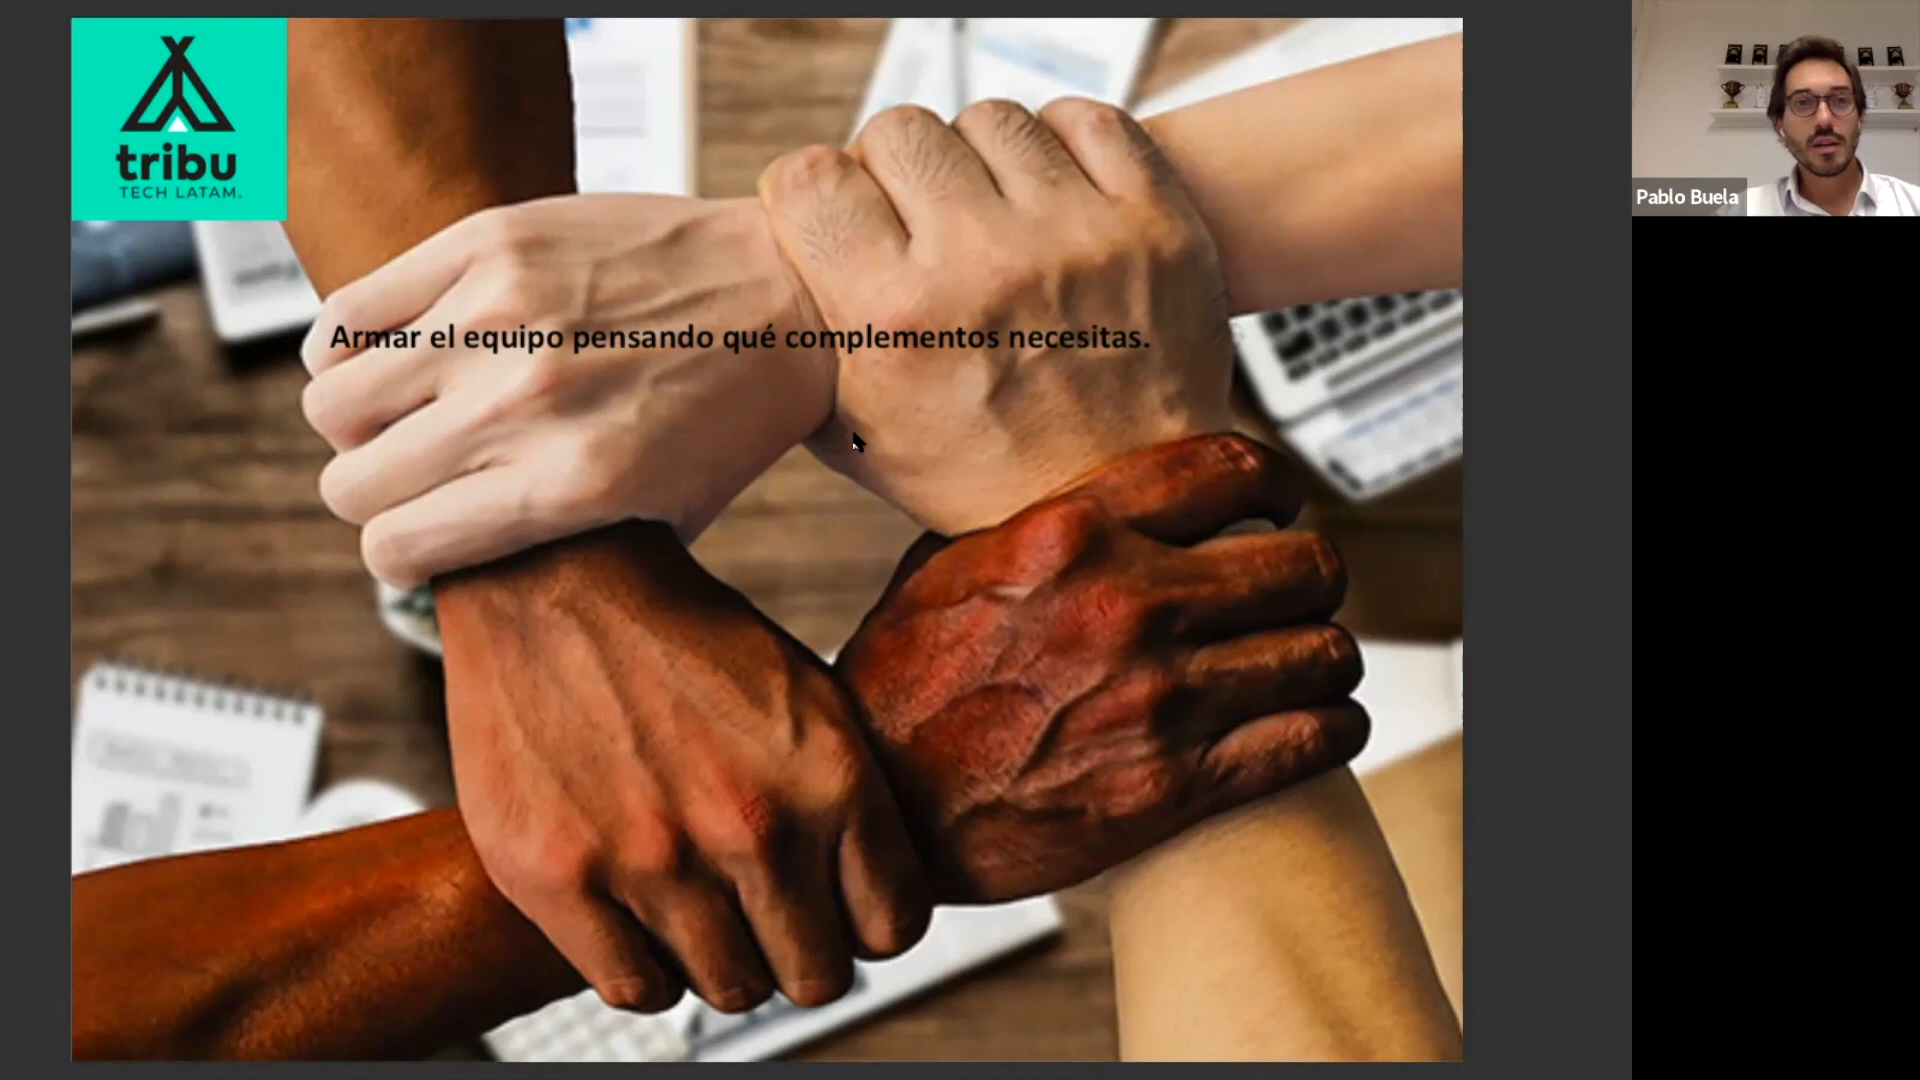 tribu
TECH LATAM.
Armar el equipo pensando qué complementos necesitas.
Pablo Buela